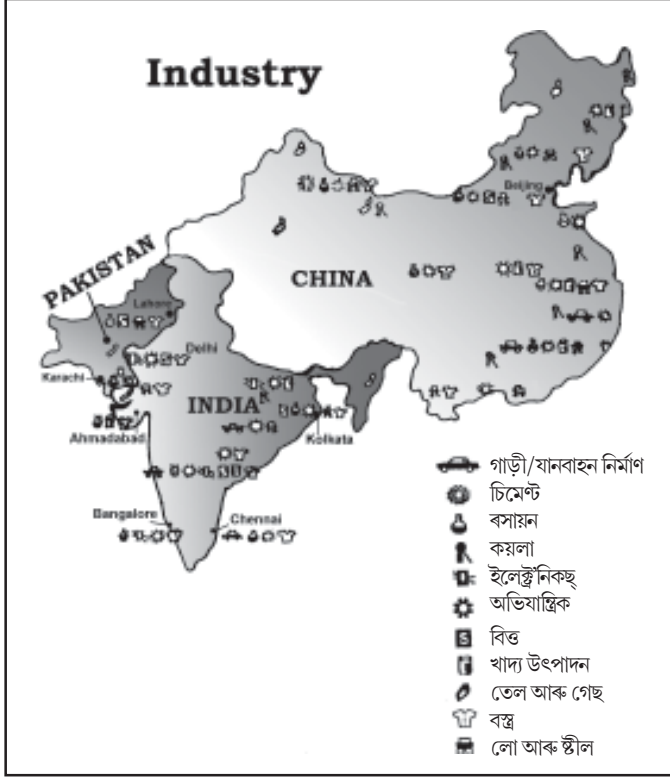 Industry
PAKISTAN
Lahore
Beijing
CHINA
Delhi
Karachi
INDIA
Ahmadabad
Kolkata
Bangalore
Chennai
গাড়ী/যানবাহন নিৰ্মাণ
চিমেণ্ট
ৰসায়ন
কয়লা
ইলেক্ট্ৰনিকছ্
অভিযান্ত্ৰিক
বিত্ত
খাদ্য উৎপাদন
তেল আৰু গেছ
বস্ত্ৰ
লো আৰু ষ্টীল